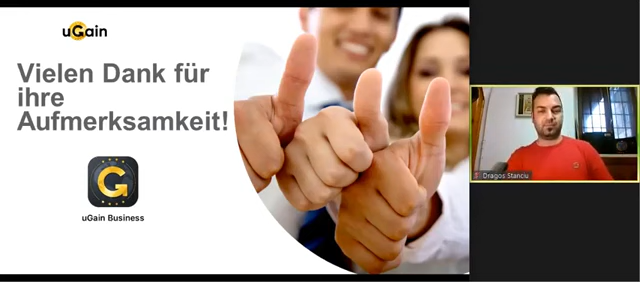 uGain
Vielen Dank für
ihre
Aufmerksamkeit!
G
uGain Business
Dragos Stanciu